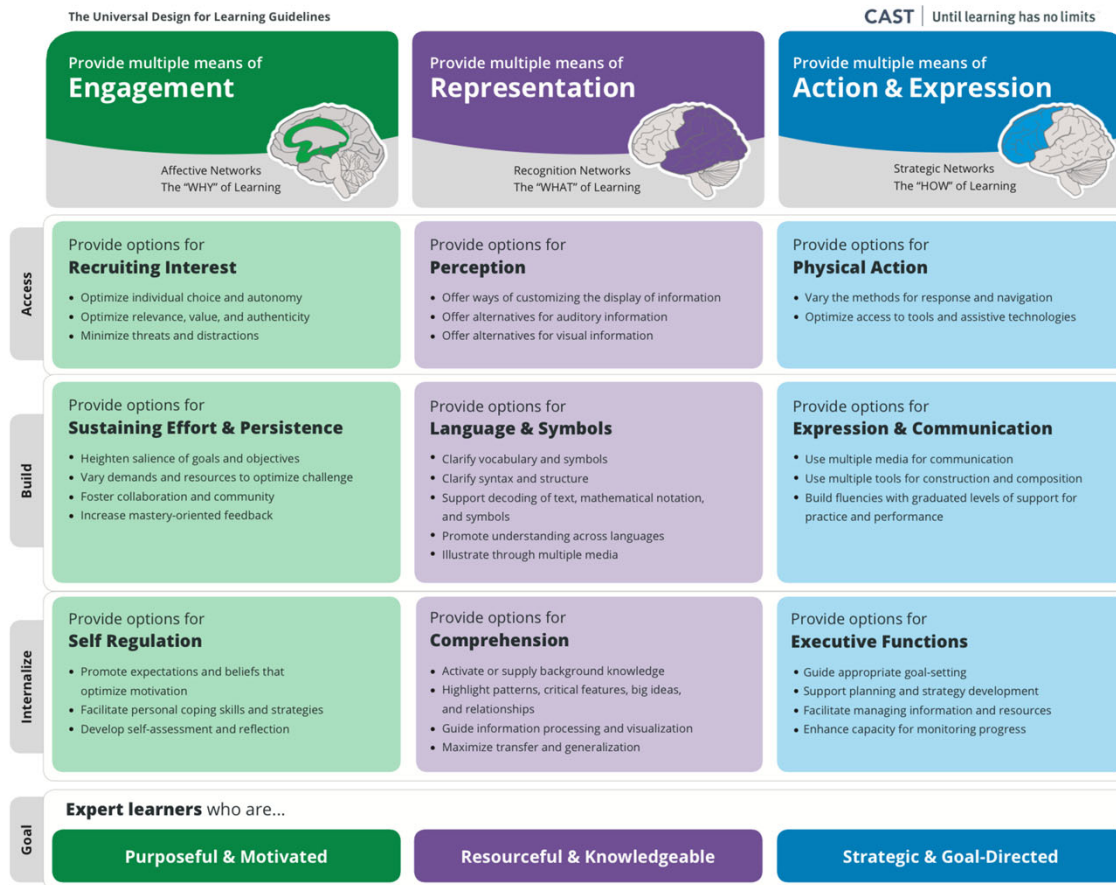 The Universal Design for Learning Guidelines
CAST | Until learning has no limits
Provide multiple means of
Engagement
Affective Networks
The “WHY” of Learning
Provide multiple means of
Representation
Recognition Networks
The “WHAT” of Learning
Provide multiple means of
Action & Expression
Strategic Networks
The “HOW” of Learning
Access
Provide options for
Recruiting Interest
• Optimize individual choice and autonomy
• Optimize relevance, value, and authenticity
• Minimize threats and distractions
Provide options for
Perception
• Offer ways of customizing the display of information
• Offer alternatives for auditory information
• Offer alternatives for visual information
Provide options for
Physical Action
• Vary the methods for response and navigation
• Optimize access to tools and assistive technologies
Build
Provide options for
Sustaining Effort & Persistence
• Heighten salience of goals and objectives
• Vary demands and resources to optimize challenge
• Foster collaboration and community
• Increase mastery-oriented feedback
Provide options for
Language & Symbols
• Clarify vocabulary and symbols
• Clarify syntax and structure
• Support decoding of text, mathematical notation,
and symbols
• Promote understanding across languages
• Illustrate through multiple media
Provide options for
Expression & Communication
• Use multiple media for communication
• Use multiple tools for construction and composition
• Build fluencies with graduated levels of support for
practice and performance
Internalize
Provide options for
Self Regulation
• Promote expectations and beliefs that
optimize motivation
• Facilitate personal coping skills and strategies
• Develop self-assessment and reflection
Provide options for
Comprehension
• Activate or supply background knowledge
• Highlight patterns, critical features, big ideas,
and relationships
• Guide information processing and visualization
• Maximize transfer and generalization
Provide options for
Executive Functions
• Guide appropriate goal-setting
• Support planning and strategy development
• Facilitate managing information and resources
• Enhance capacity for monitoring progress
Goal
Expert learners who are...
Purposeful & Motivated
Resourceful & Knowledgeable
Strategic & Goal-Directed